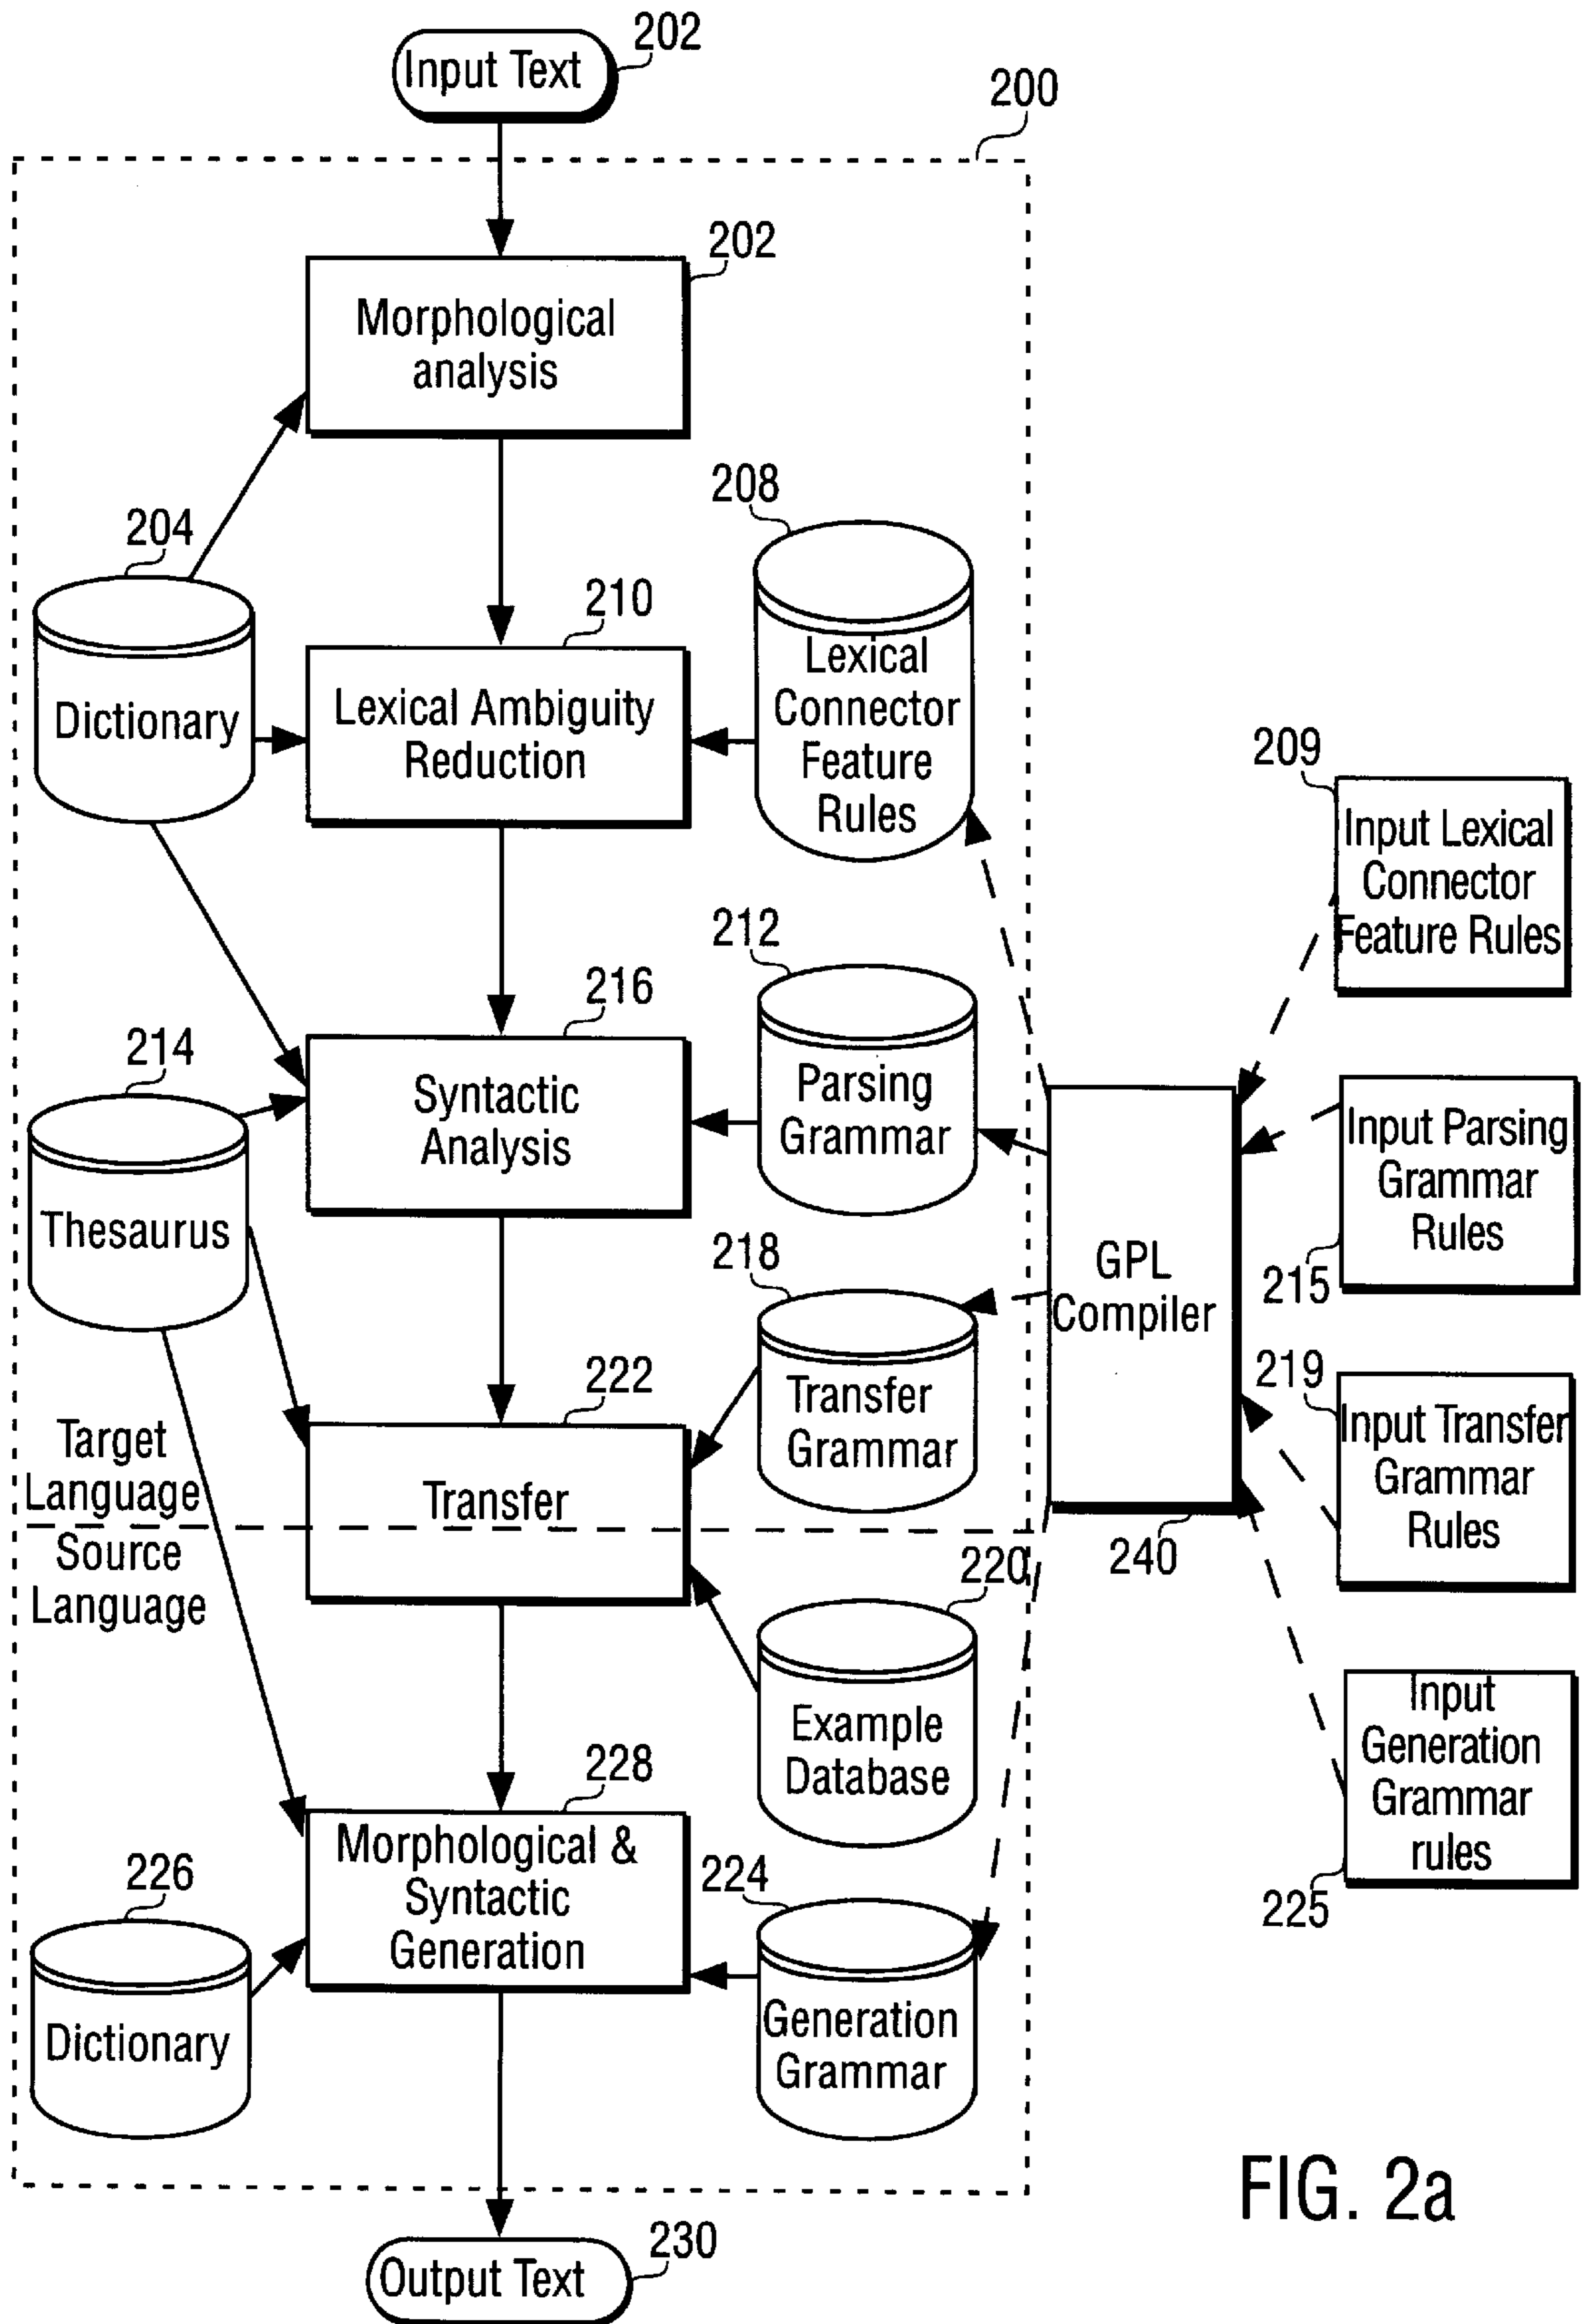 202
Input Text
200
202
Morphological
analysis
208
204
210
Lexical
Connector
Feature
Rules
Dictionary
Lexical Ambiguity
Reduction
209
Input Lexical
Connector
Feature Rules
212
216
214
Syntactic
Analysis
Parsing
Grammar
Input Parsing
Grammar
Rules
215
Thesaurus
218
GPL
Compiler
222
219
Transfer
Grammar
Input Transfer
Grammar
Rules
Target
Language
Transfer
Source
Language
240
220
Example
Database
Input
Generation
Grammar
rules
225
228
Morphological &
Syntactic
Generation
226
224
Dictionary
Generation
Grammar
FIG. 2a
230
Output Text